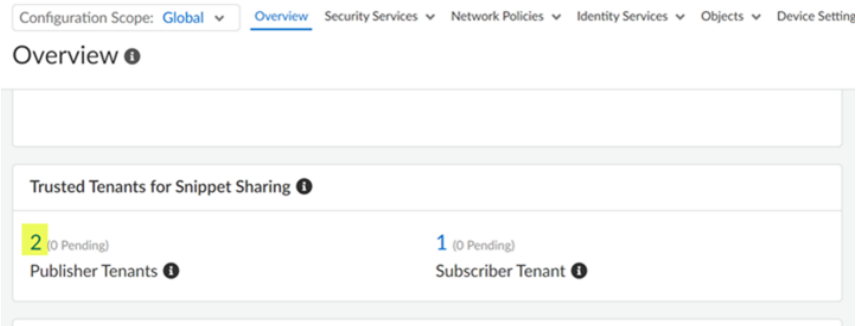 Configuration Scope: Global Overview Security Services Network Policies Identity Services Objects Device Setting
Overview
Trusted Tenants for Snippet Sharing
2 (0 Pending) 1 (0 Pending)
Publisher Tenants Subscriber Tenant